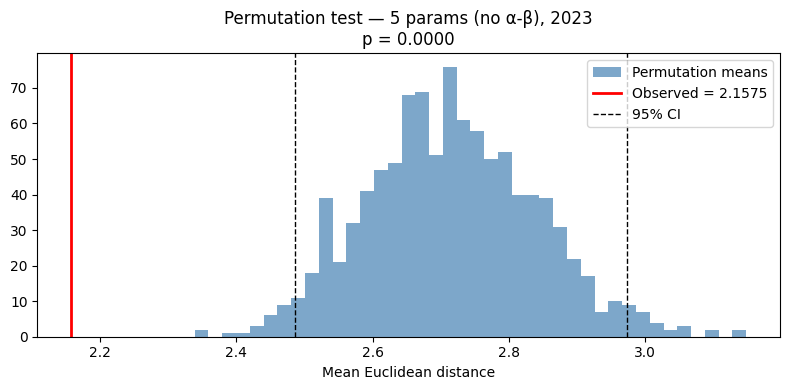 Permutation test — 5 params (no α-β), 2023
p = 0.0000
Permutation means
Observed = 2.1575
95% CI
70
60
50
40
30
20
10
0
2.2 2.4 2.6 2.8 3.0
Mean Euclidean distance